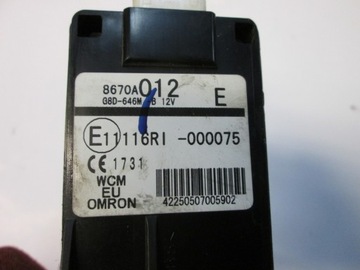 8670A012
G8D-646M-B 12V
E
E11 116RI -000075
CE 1731
WCM
EU
OMRON
42250507005902